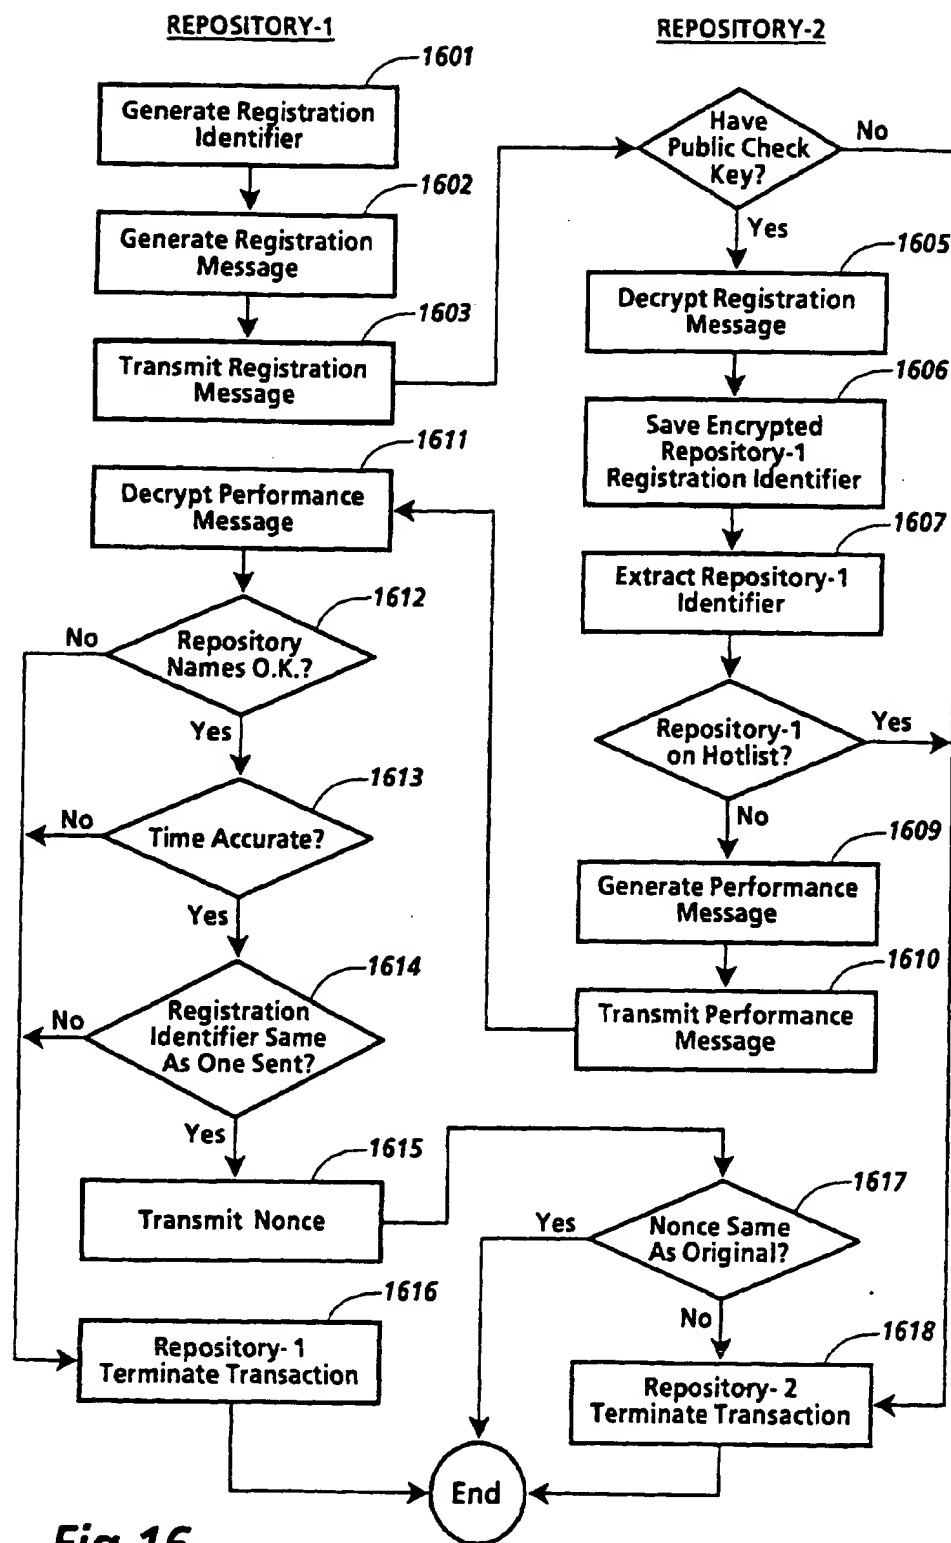 REPOSITORY-1
1601
Generate Registration
Identifier
1602
Generate Registration
Message
1603
Transmit Registration
Message
1611
Decrypt Performance
Message
1612
No
Repository
Names O.K.?
Yes
1613
No
Time Accurate?
Yes
1614
No
Registration
Identifier Same
As One Sent?
Yes
1615
Transmit Nonce
1616
Repository- 1
Terminate Transaction
REPOSITORY-2
Have
Public Check
Key?
No
Yes
1605
Decrypt Registration
Message
1606
Save Encrypted
Repository-1
Registration Identifier
1607
Extract Repository-1
Identifier
Repository-1
on Hotlist?
Yes
No
1609
Generate Performance
Message
1610
Transmit Performance
Message
1617
Yes
Nonce Same
As Original?
No
1618
Repository- 2
Terminate Transaction
End
Fig.16